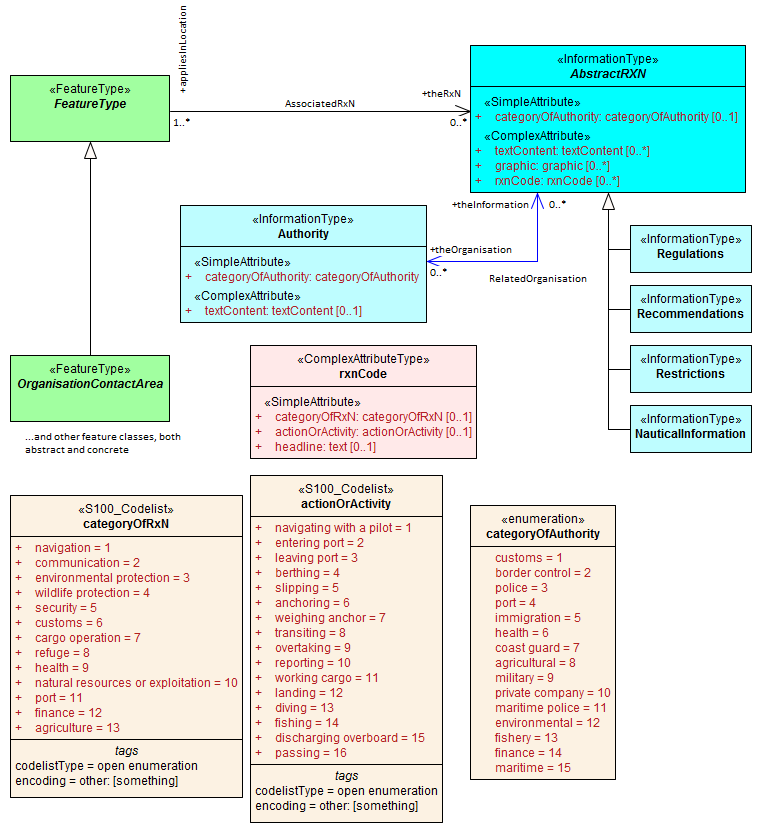 +appliesInLocation
«FeatureType»
FeatureType
1..*
AssociatedRxN
+theRxN
0..*
«InformationType»
AbstractRXN
«SimpleAttribute»
+ categoryOfAuthority: categoryOfAuthority [0..1]
«ComplexAttribute»
+ textContent: textContent [0..*]
+ graphic: graphic [0..*]
+ rxnCode: rxnCode [0..*]
+theInformation
0..*
«InformationType»
Authority
«SimpleAttribute»
+ categoryOfAuthority: categoryOfAuthority
«ComplexAttribute»
+ textContent: textContent [0..1]
+theOrganisation
0..*
RelatedOrganisation
«InformationType»
Regulations
«InformationType»
Recommendations
«InformationType»
Restrictions
«InformationType»
NauticalInformation
«FeatureType»
OrganisationContactArea
...and other feature classes, both
abstract and concrete
«ComplexAttributeType»
rxnCode
«SimpleAttribute»
+ categoryOfRxN: categoryOfRxN [0..1]
+ actionOrActivity: actionOrActivity [0..1]
+ headline: text [0..1]
«S100_Codelist»
categoryOfRxN
+ navigation = 1
+ communication = 2
+ environmental protection = 3
+ wildlife protection = 4
+ security = 5
+ customs = 6
+ cargo operation = 7
+ refuge = 8
+ health = 9
+ natural resources or exploitation = 10
+ port = 11
+ finance = 12
+ agriculture = 13
tags
codelistType = open enumeration
encoding = other: [something]
«S100_Codelist»
actionOrActivity
+ navigating with a pilot = 1
+ entering port = 2
+ leaving port = 3
+ berthing = 4
+ slipping = 5
+ anchoring = 6
+ weighing anchor = 7
+ transiting = 8
+ overtaking = 9
+ reporting = 10
+ working cargo = 11
+ landing = 12
+ diving = 13
+ fishing = 14
+ discharging overboard = 15
+ passing = 16
tags
codelistType = open enumeration
encoding = other: [something]
«enumeration»
categoryOfAuthority
customs = 1
border control = 2
police = 3
port = 4
immigration = 5
health = 6
coast guard = 7
agricultural = 8
military = 9
private company = 10
maritime police = 11
environmental = 12
fishery = 13
finance = 14
maritime = 15